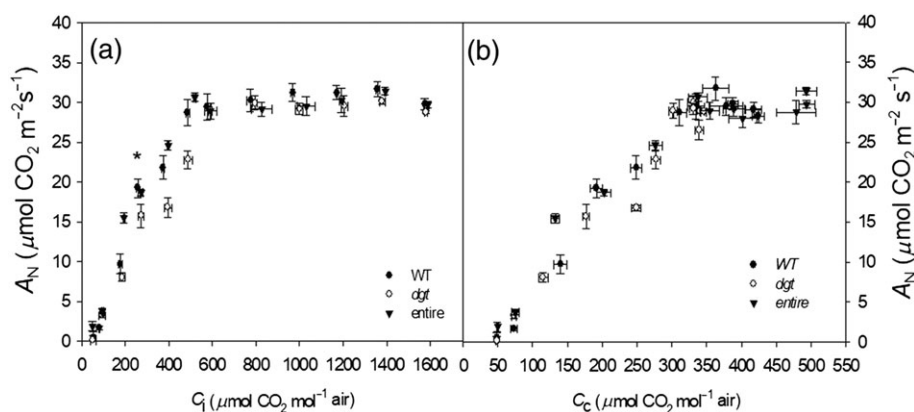 (a)
(b)
40
35
30
25
20
15
10
5
0
A_N (μmol CO₂ m⁻² s⁻¹)
*
WT
dgt
entire
0 200 400 600 800 1000 1200 1400 1600
C_i (μmol CO₂ mol⁻¹ air)
WT
dgt
entire
0 50 100 150 200 250 300 350 400 450 500 550
C_c (μmol CO₂ mol⁻¹ air)
40
35
30
25
20
15
10
5
0
A_N (μmol CO₂ m⁻² s⁻¹)